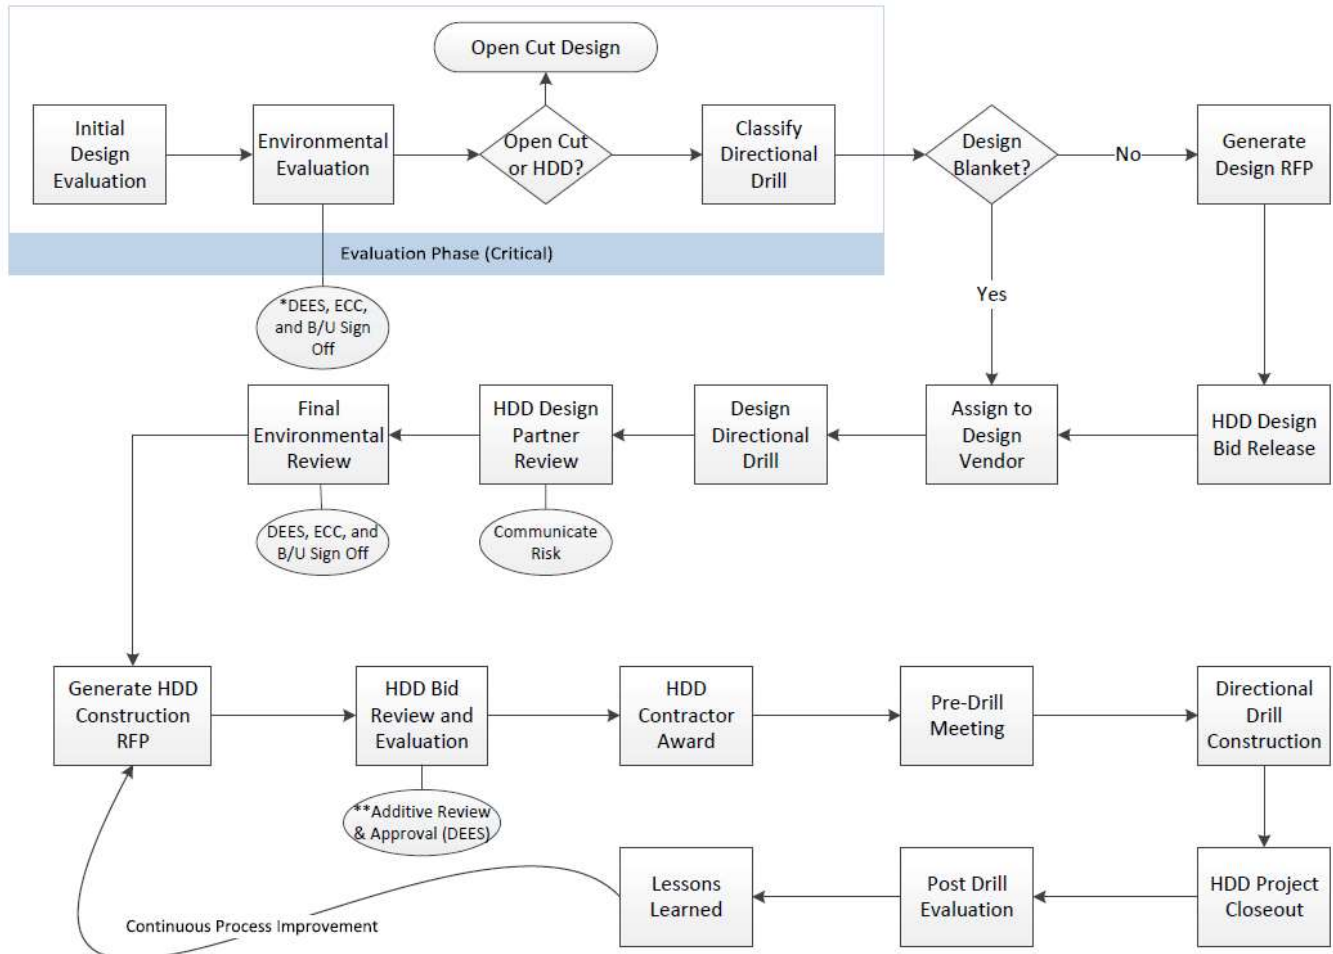 Open Cut Design
Initial
Design
Evaluation
Environmental
Evaluation
Open Cut
or HDD?
Classify
Directional
Drill
Design
Blanket?
No
Generate
Design RFP
Evaluation Phase (Critical)
*DEES, ECC,
and B/U Sign
Off
Yes
Final
Environmental
Review
HDD Design
Partner
Review
Design
Directional
Drill
Assign to
Design
Vendor
HDD Design
Bid Release
DEES, ECC, and
B/U Sign Off
Communicate
Risk
Generate HDD
Construction
RFP
HDD Bid
Review and
Evaluation
HDD
Contractor
Award
Pre-Drill
Meeting
Directional
Drill
Construction
**Additive Review
& Approval (DEES)
Lessons
Learned
Post Drill
Evaluation
HDD Project
Closeout
Continuous Process Improvement